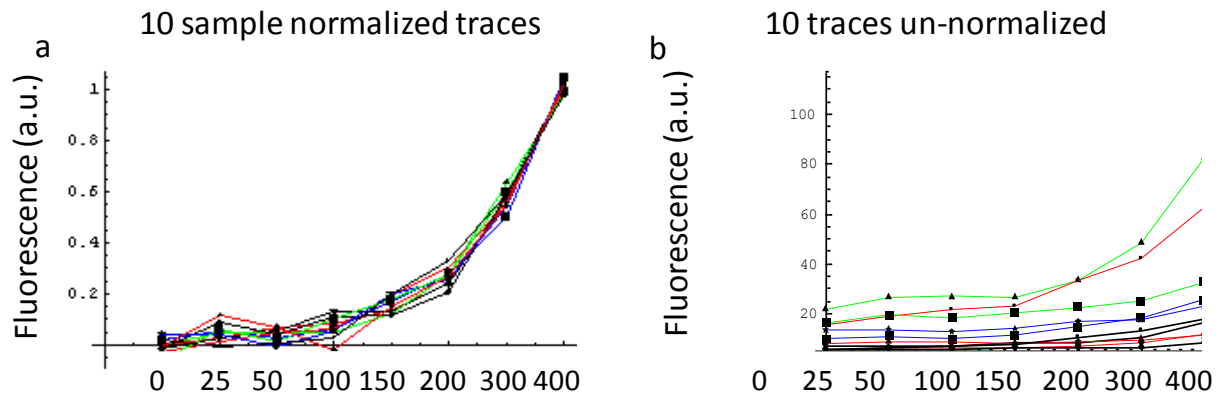 10 sample normalized traces
a
Fluorescence (a.u.)
1
0.8
0.6
0.4
0.2
0 25 50 100 150 200 300 400
10 traces un-normalized
b
Fluorescence (a.u.)
100
80
60
40
20
0 25 50 100 150 200 300 400